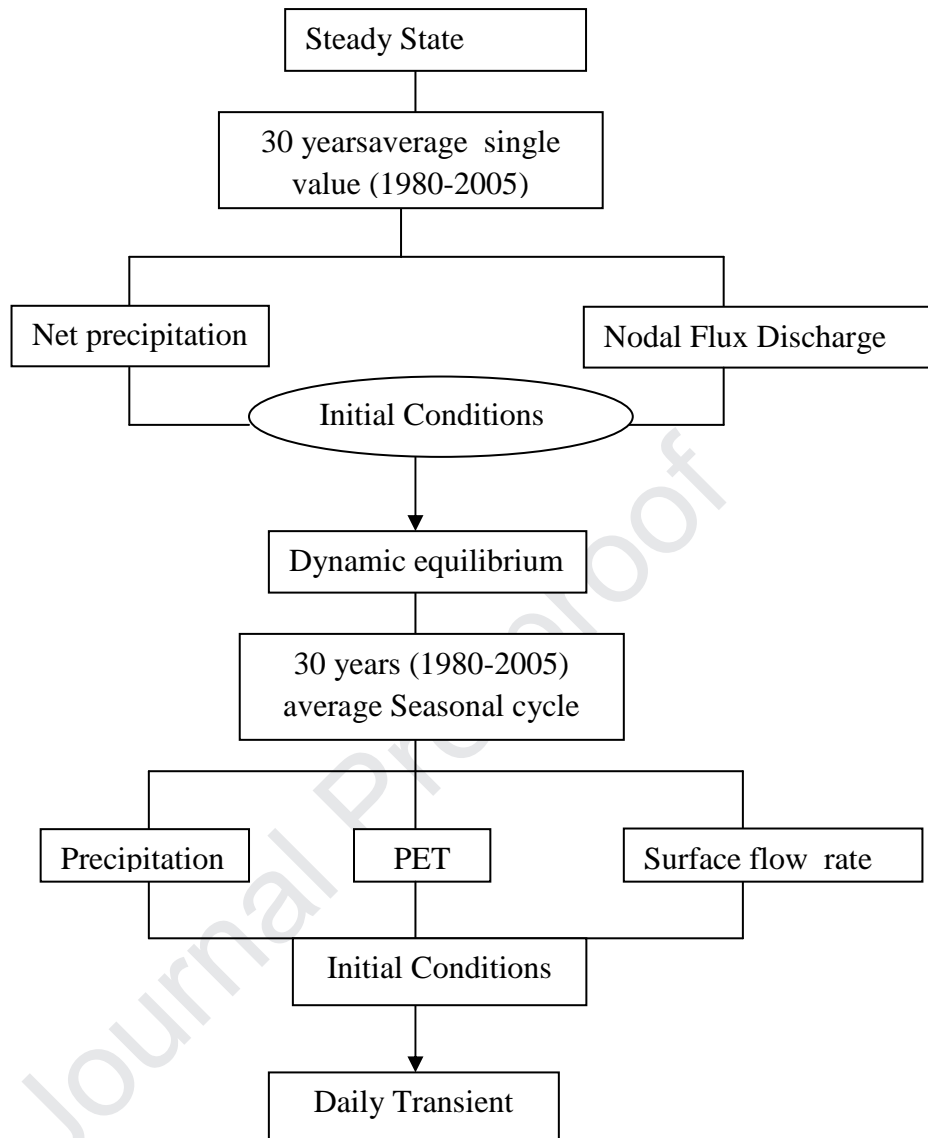 Steady State
30 yearsaverage single
value (1980-2005)
Net precipitation
Nodal Flux Discharge
Initial Conditions
Dynamic equilibrium
30 years (1980-2005)
average Seasonal cycle
Precipitation
PET
Surface flow rate
Initial Conditions
Daily Transient
Journal Pre-proof